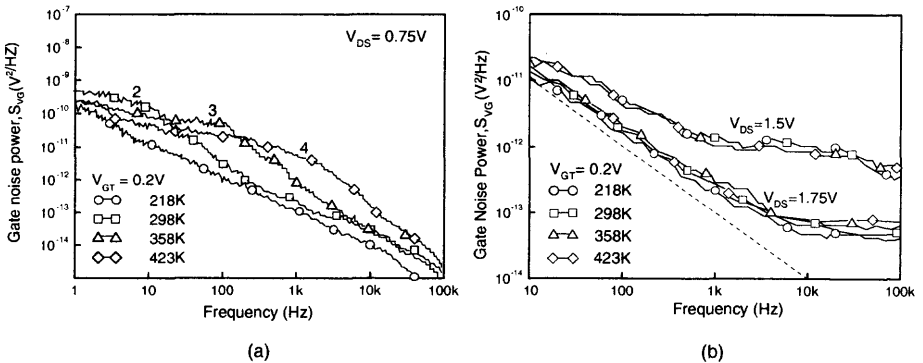 (a)
Gate noise power, S_VG(V²/HZ)
10⁻⁷
10⁻⁸
10⁻⁹
10⁻¹⁰
10⁻¹¹
10⁻¹²
10⁻¹³
10⁻¹⁴
V_DS= 0.75V
2
3
4
V_GT = 0.2V
218K
298K
358K
423K
1
10
100
1k
10k
100k
Frequency (Hz)
(a)
(b)
Gate Noise Power,S_VG(V²/Hz)
10⁻¹⁰
10⁻¹¹
10⁻¹²
10⁻¹³
10⁻¹⁴
V_DS=1.5V
V_DS=1.75V
V_GT = 0.2V
218K
298K
358K
423K
10
100
1k
10k
100k
Frequency (Hz)
(b)